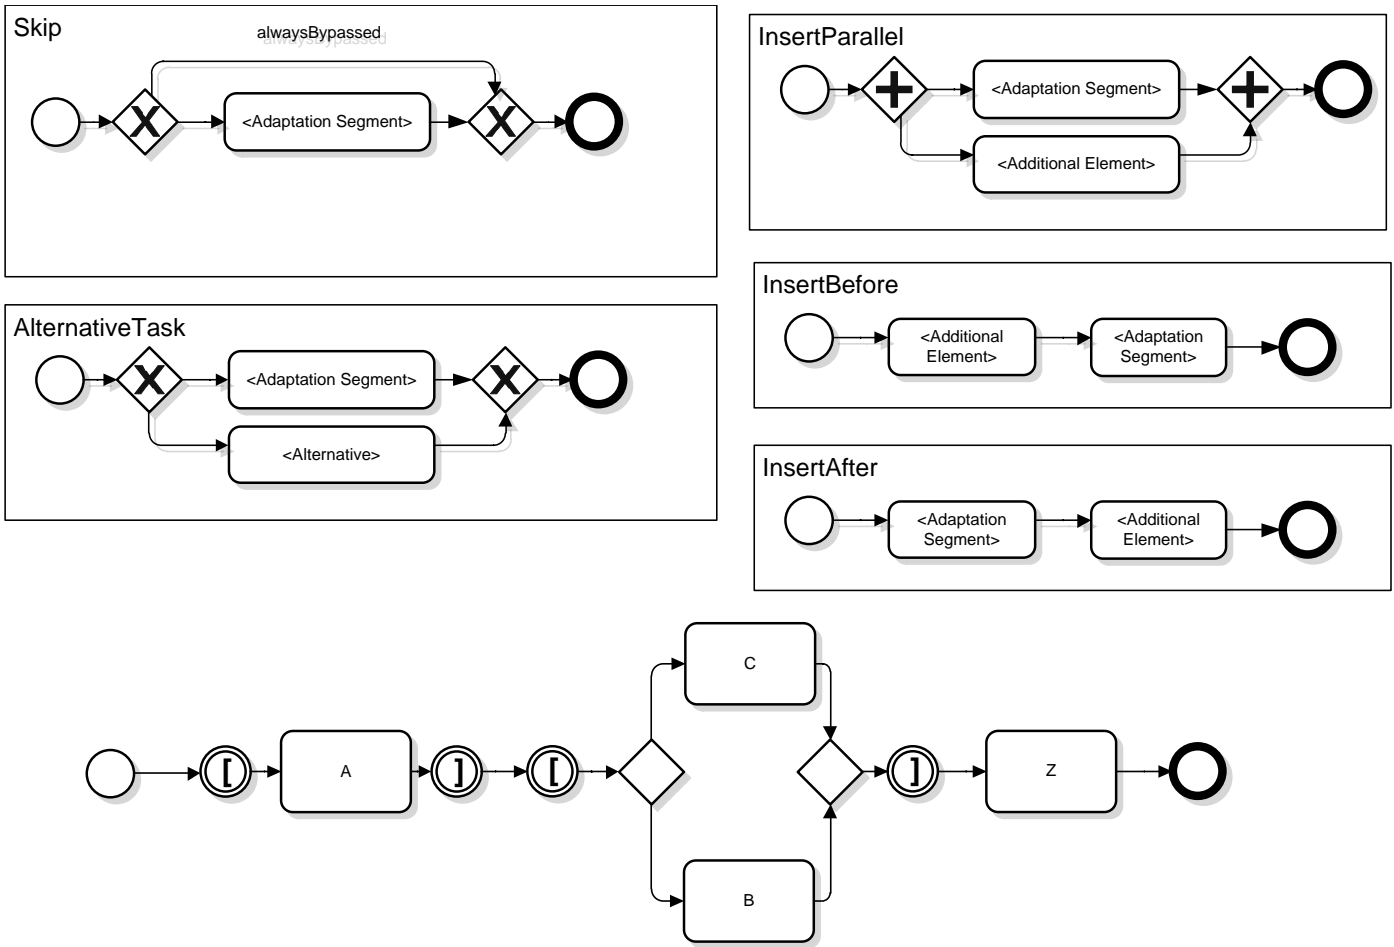 Skip
alwaysBypassed
<Adaptation Segment>
InsertParallel
<Adaptation Segment>
<Additional Element>
AlternativeTask
<Adaptation Segment>
<Alternative>
InsertBefore
<Additional
Element>
<Adaptation
Segment>
InsertAfter
<Adaptation
Segment>
<Additional
Element>
C
[
A
]
[
]
Z
B